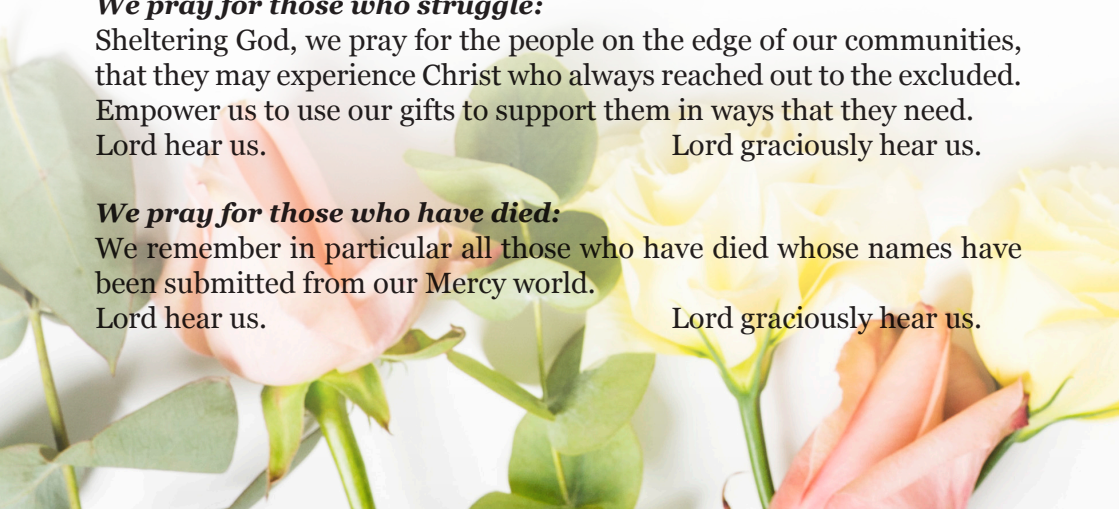 We pray for those who struggle:
Sheltering God, we pray for the people on the edge of our communities,
that they may experience Christ who always reached out to the excluded.
Empower us to use our gifts to support them in ways that they need.
Lord hear us. Lord graciously hear us.
We pray for those who have died:
We remember in particular all those who have died whose names have
been submitted from our Mercy world.
Lord hear us. Lord graciously hear us.